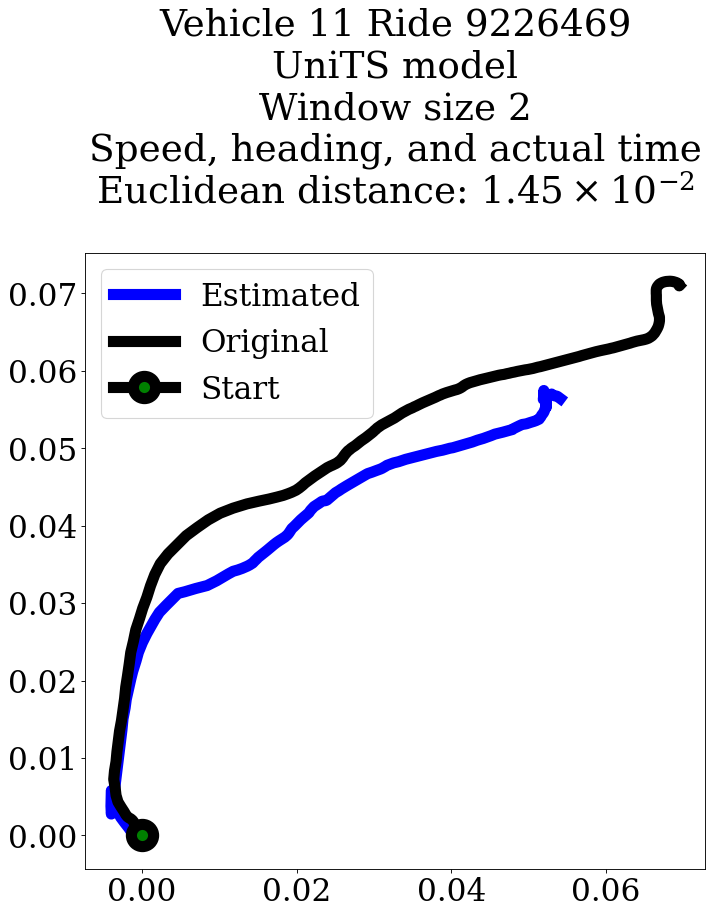 Vehicle 11 Ride 9226469
UniTS model
Window size 2
Speed, heading, and actual time
Euclidean distance: 1.45 × 10⁻²
Estimated
Original
Start
0.07
0.06
0.05
0.04
0.03
0.02
0.01
0.00
0.00 0.02 0.04 0.06